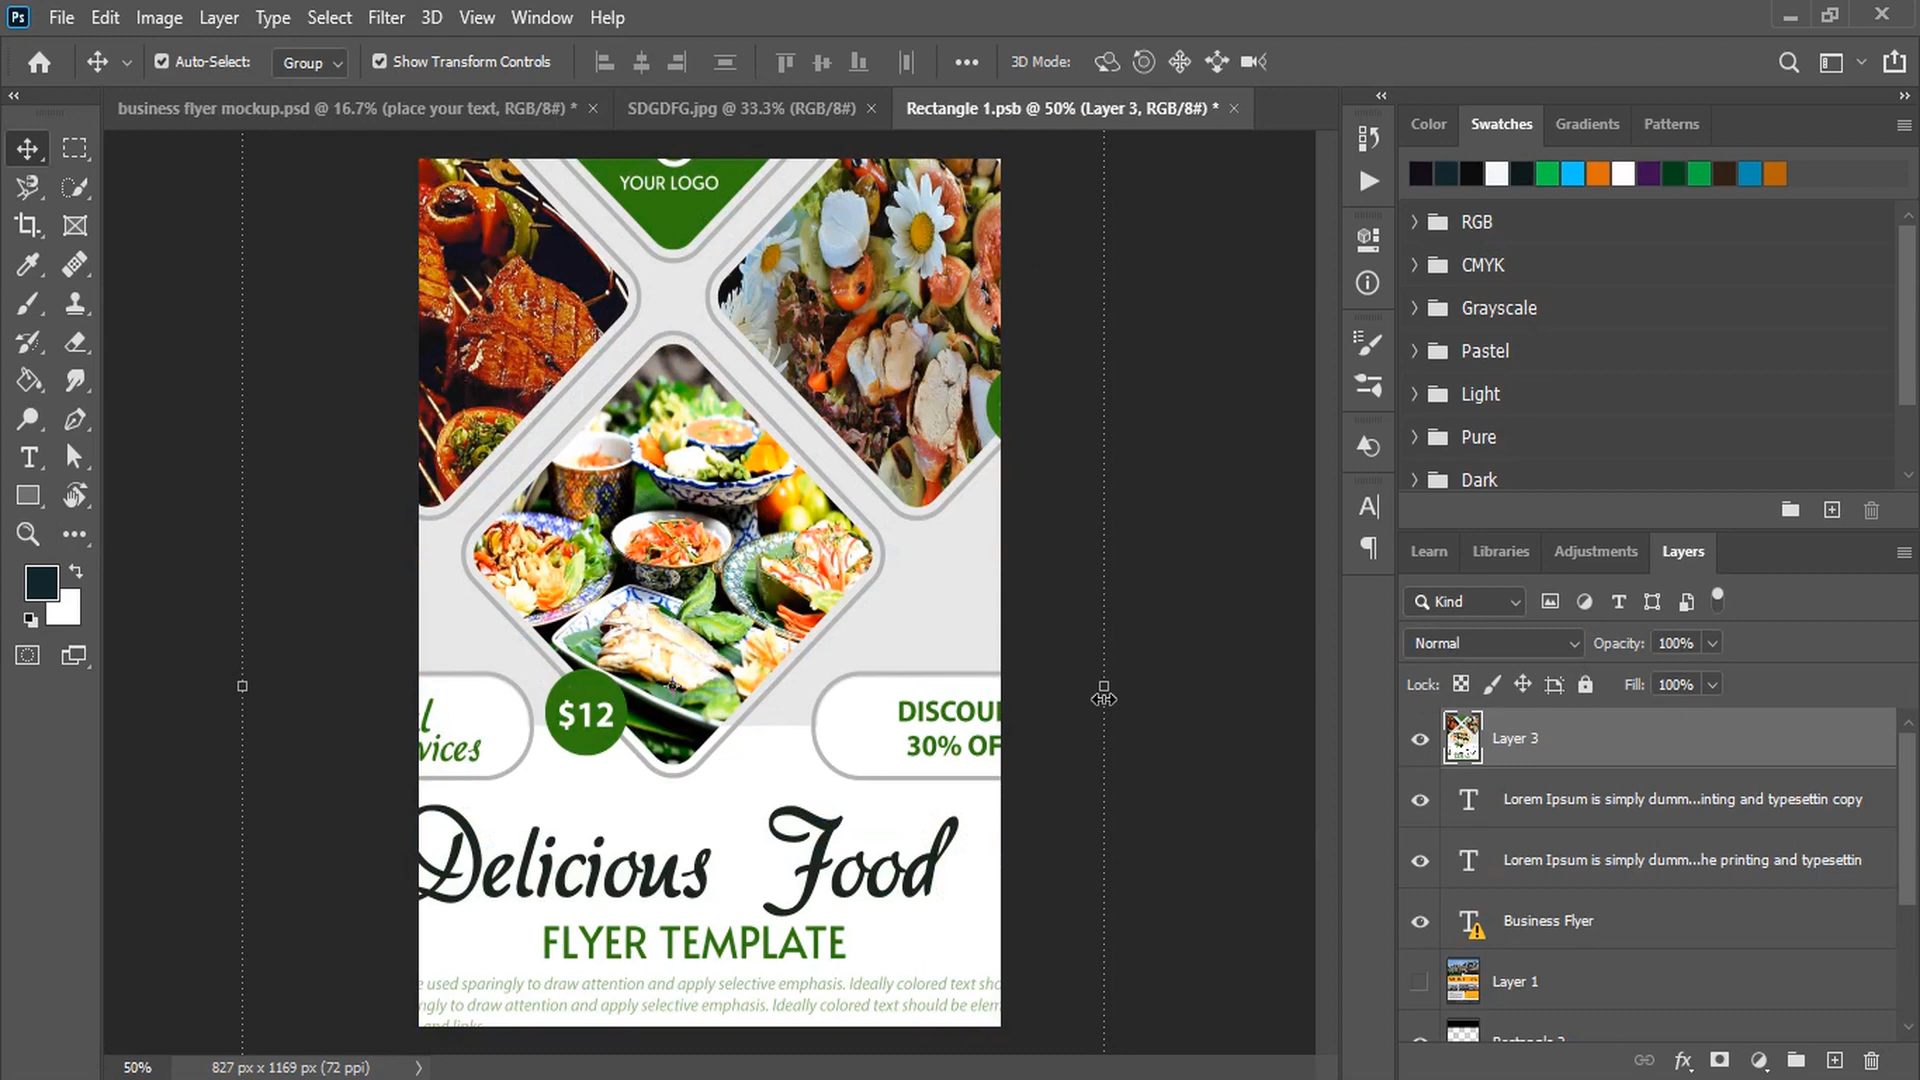 Ps File Edit Image Layer Type Select Filter 3D View Window Help
Auto-Select: Group Show Transform Controls 3D Mode:
business flyer mockup.psd @ 16.7% (place your text, RGB/8#) *
SDGDFG.jpg @ 33.3% (RGB/8#)
Rectangle 1.psb @ 50% (Layer 3, RGB/8#) *
Color Swatches Gradients Patterns
RGB
CMYK
Grayscale
Pastel
Light
Pure
Dark
YOUR LOGO
$12
vices
DISCOU
30% OF
Delicious Food
FLYER TEMPLATE
e used sparingly to draw attention and apply selective emphasis. Ideally colored text sho
ngly to draw attention and apply selective emphasis. Ideally colored text should be elem
and links
Learn Libraries Adjustments Layers
Kind
Normal Opacity: 100%
Lock: Fill: 100%
Layer 3
Lorem Ipsum is simply dumm...inting and typesettin copy
Lorem Ipsum is simply dumm...he printing and typesettin
Business Flyer
Layer 1
50% 827 px x 1169 px (72 ppi)